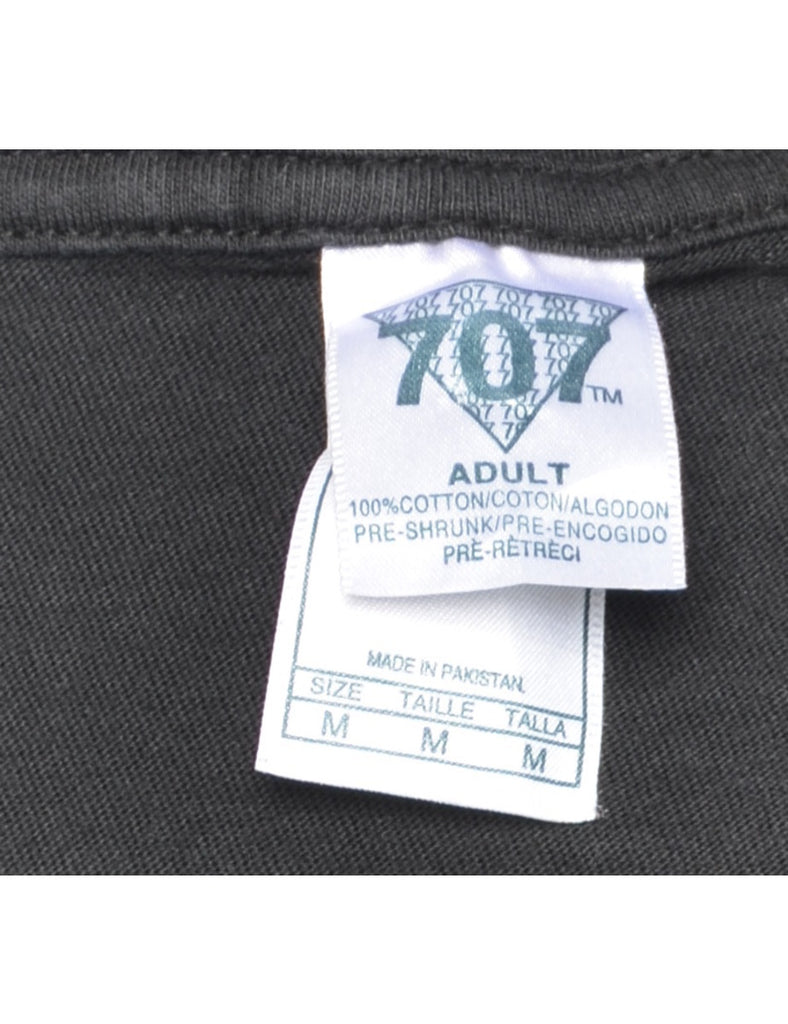 707 TM
ADULT
100%COTTON/COTON/ALGODON
PRE-SHRUNK/PRE-ENCOGIDO
PRÈ-RÈTRÈCI
MADE IN PAKISTAN.
SIZE TAILLE TALLA
M M M